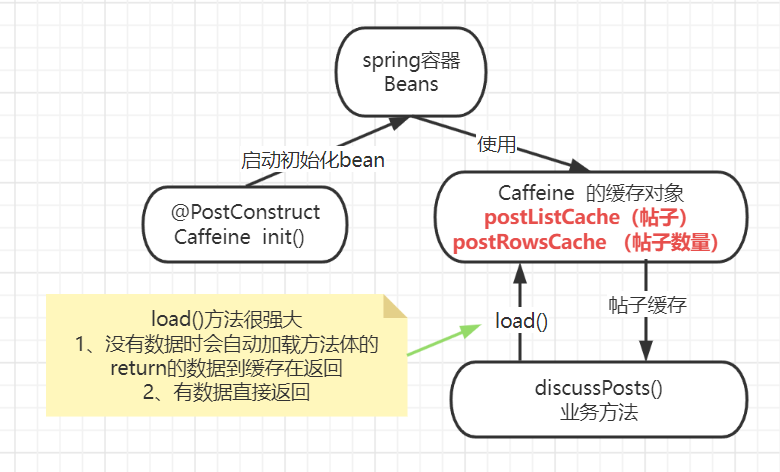 spring容器
Beans
启动初始化bean
使用
@PostConstruct
Caffeine init()
Caffeine 的缓存对象
postListCache（帖子）
postRowsCache （帖子数量）
load()方法很强大
1、没有数据时会自动加载方法体的
return的数据到缓存在返回
2、有数据直接返回
load()
帖子缓存
discussPosts()
业务方法